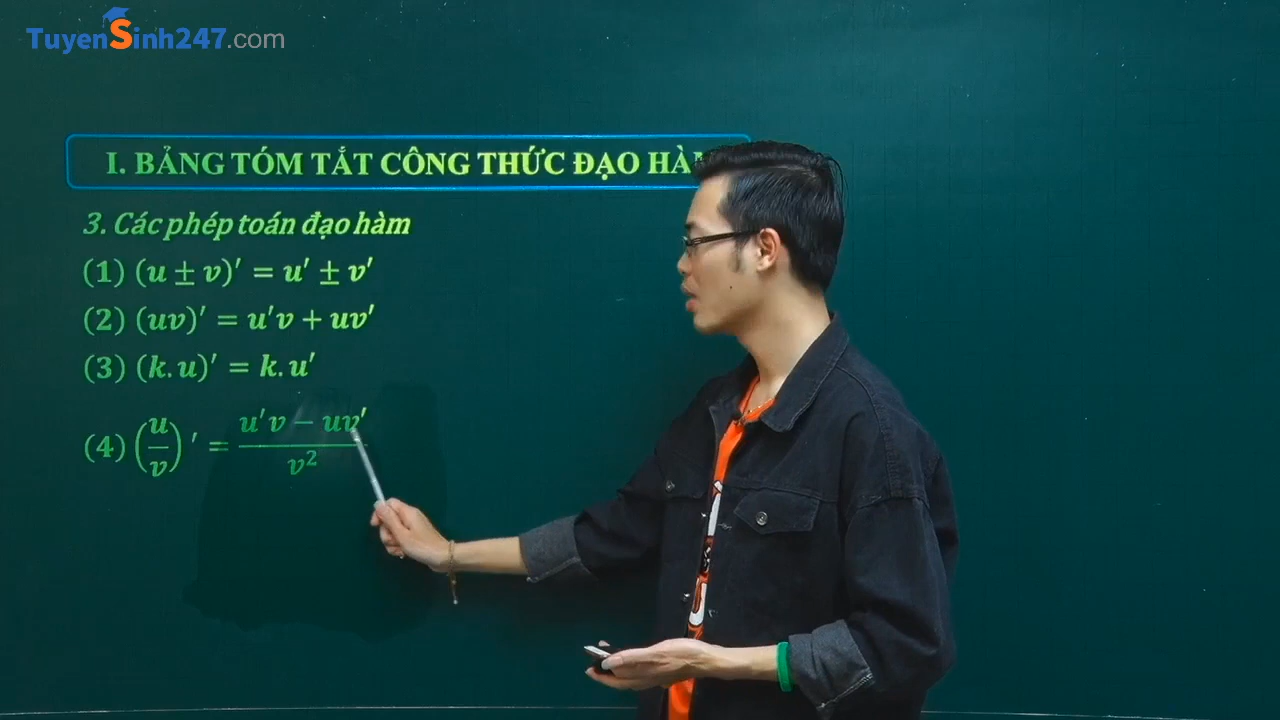 TuyenSinh247.com
I. BẢNG TÓM TẮT CÔNG THỨC ĐẠO
3. Các phép toán đạo hàm
(1) (u ± v)′ = u′ ± v′
(2) (uv)′ = u′v + uv′
(3) (k.u)′ = k.u′
(4) (u/v)′ = (u′v − uv′)/v²